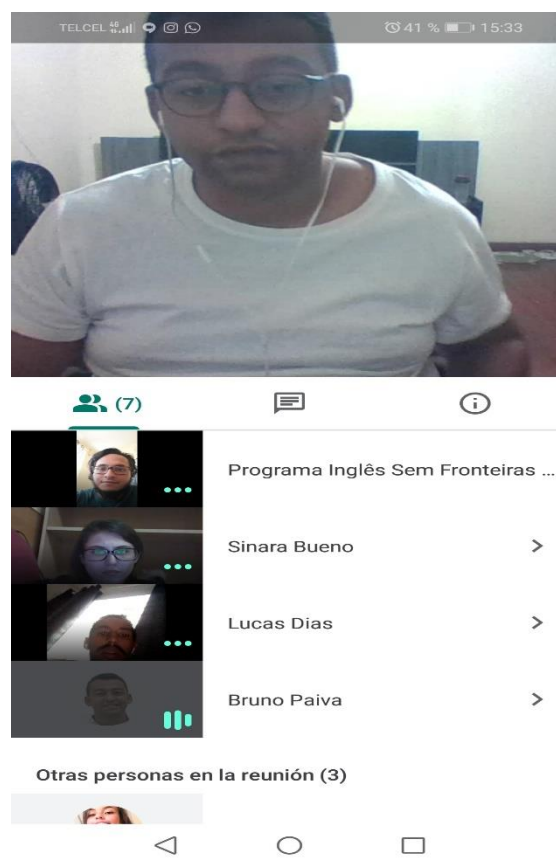 TELCEL 4G 41 % 15:33
(7)
Programa Inglês Sem Fronteiras ...
Sinara Bueno
Lucas Dias
Bruno Paiva
Otras personas en la reunión (3)